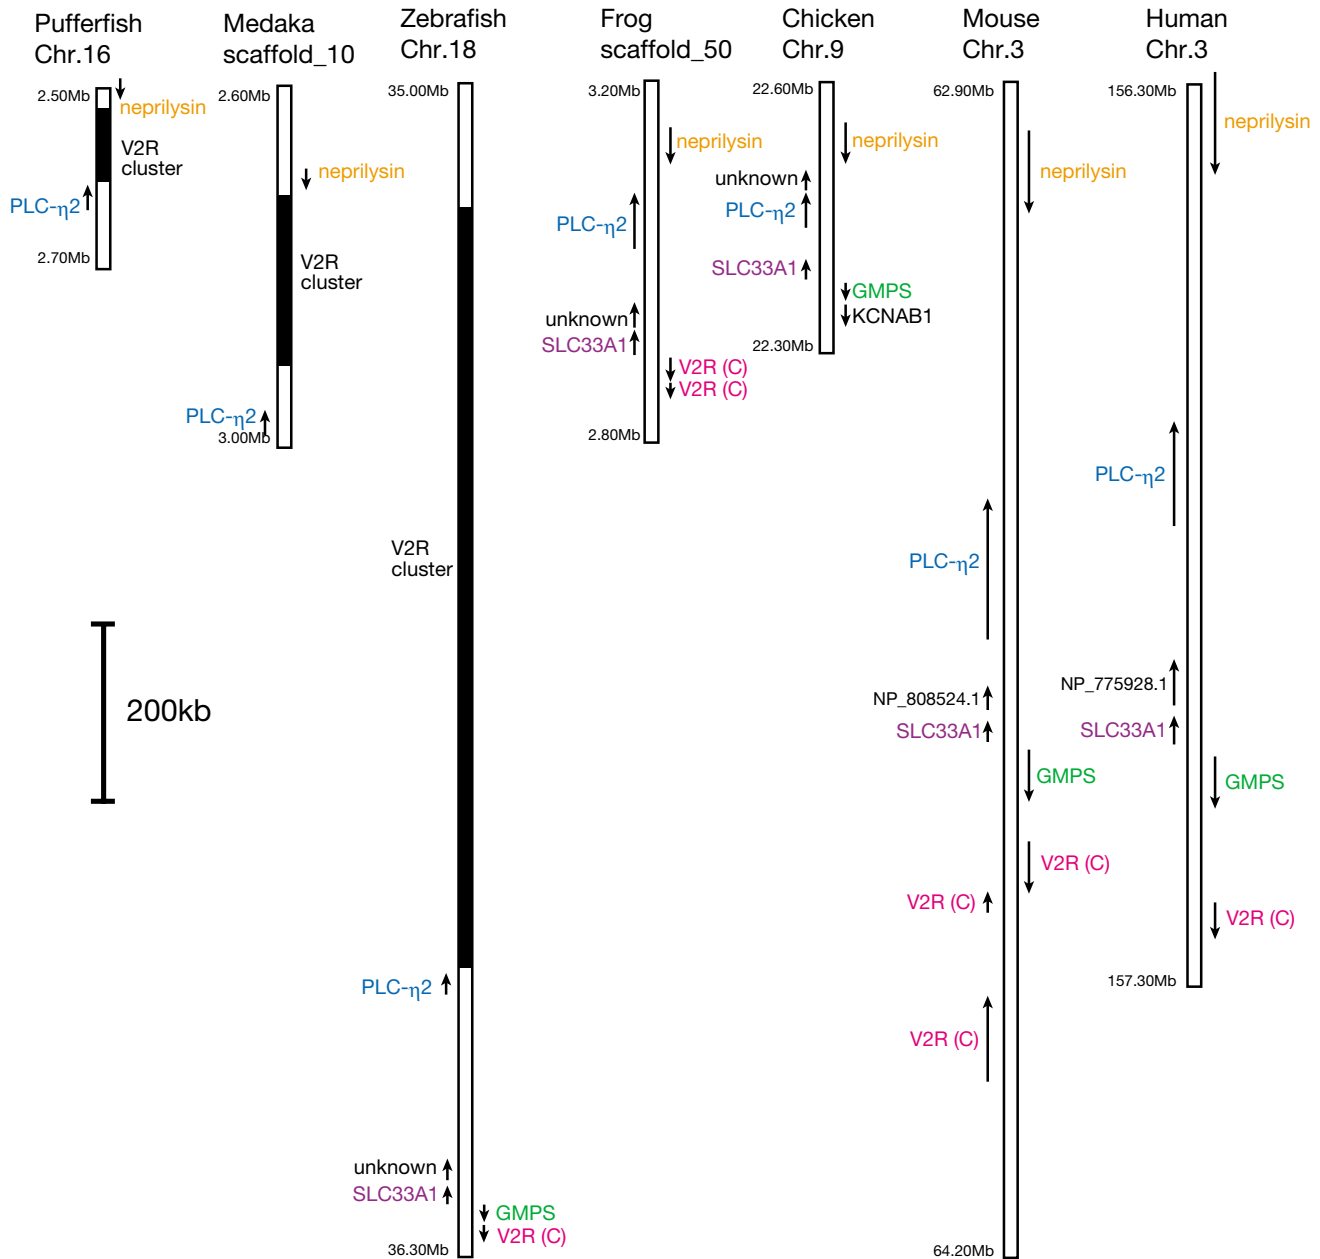 Pufferfish
Chr.16
2.50Mb
neprilysin
V2R
cluster
PLC-η2
2.70Mb
Medaka
scaffold_10
2.60Mb
neprilysin
V2R
cluster
PLC-η2
3.00Mb
Zebrafish
Chr.18
35.00Mb
V2R
cluster
PLC-η2
unknown
SLC33A1
GMPS
V2R (C)
36.30Mb
Frog
scaffold_50
3.20Mb
neprilysin
PLC-η2
unknown
SLC33A1
V2R (C)
V2R (C)
2.80Mb
Chicken
Chr.9
22.60Mb
neprilysin
unknown
PLC-η2
SLC33A1
GMPS
KCNAB1
22.30Mb
Mouse
Chr.3
62.90Mb
neprilysin
PLC-η2
NP_808524.1
SLC33A1
GMPS
V2R (C)
V2R (C)
V2R (C)
64.20Mb
Human
Chr.3
156.30Mb
neprilysin
PLC-η2
NP_775928.1
SLC33A1
GMPS
V2R (C)
157.30Mb
200kb